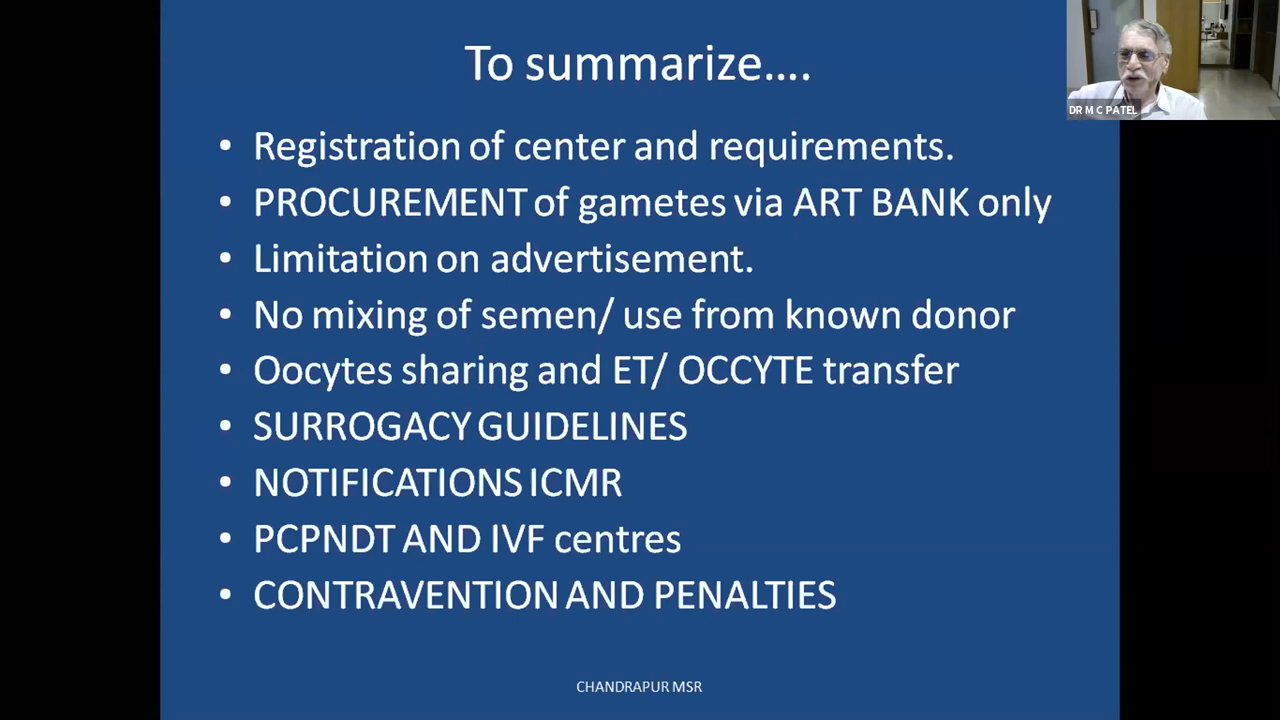 To summarize....
DR M C PATEL
• Registration of center and requirements.
• PROCUREMENT of gametes via ART BANK only
• Limitation on advertisement.
• No mixing of semen/ use from known donor
• Oocytes sharing and ET/ OCCYTE transfer
• SURROGACY GUIDELINES
• NOTIFICATIONS ICMR
• PCPNDT AND IVF centres
• CONTRAVENTION AND PENALTIES
CHANDRAPUR MSR